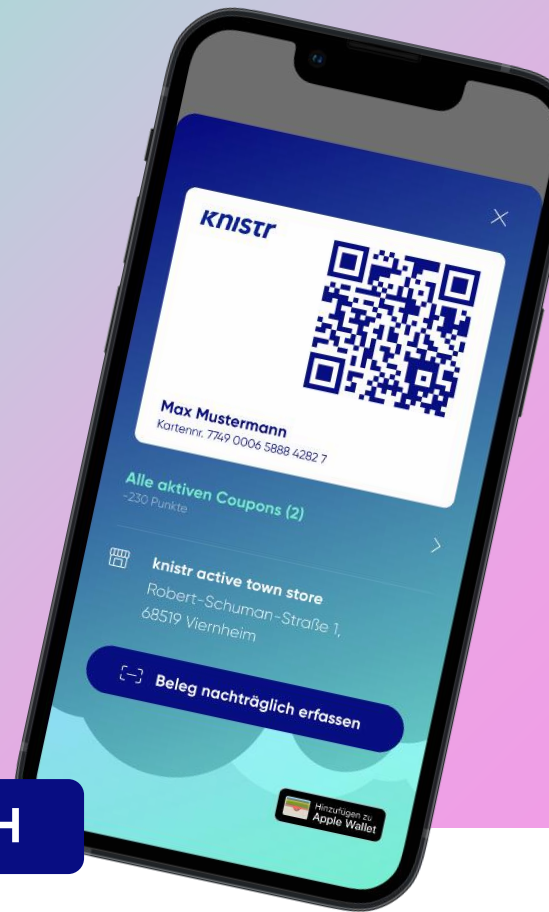 knistr
Max Mustermann
Kartennr. 7749 0006 5888 4282 7
Alle aktiven Coupons (2)
-230 Punkte
knistr active town store
Robert-Schuman-Straße 1,
68519 Viernheim
Beleg nachträglich erfassen
Hinzufügen zu
Apple Wallet
H